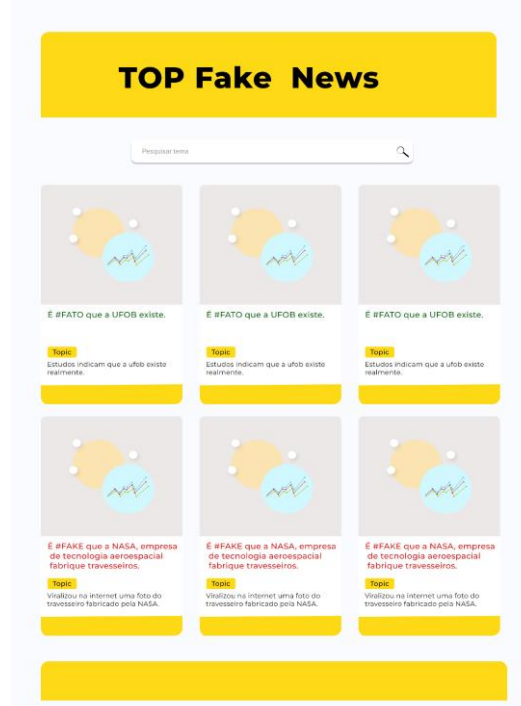 TOP Fake News
Pesquisar tema
É #FATO que a UFOB existe.
Topic
Estudos indicam que a ufob existe
realmente.
É #FATO que a UFOB existe.
Topic
Estudos indicam que a ufob existe
realmente.
É #FATO que a UFOB existe.
Topic
Estudos indicam que a ufob existe
realmente.
É #FAKE que a NASA, empresa
de tecnologia aeroespacial
fabrique travesseiros.
Topic
Viralizou na internet uma foto do
travesseiro fabricado pela NASA.
É #FAKE que a NASA, empresa
de tecnologia aeroespacial
fabrique travesseiros.
Topic
Viralizou na internet uma foto do
travesseiro fabricado pela NASA.
É #FAKE que a NASA, empresa
de tecnologia aeroespacial
fabrique travesseiros.
Topic
Viralizou na internet uma foto do
travesseiro fabricado pela NASA.